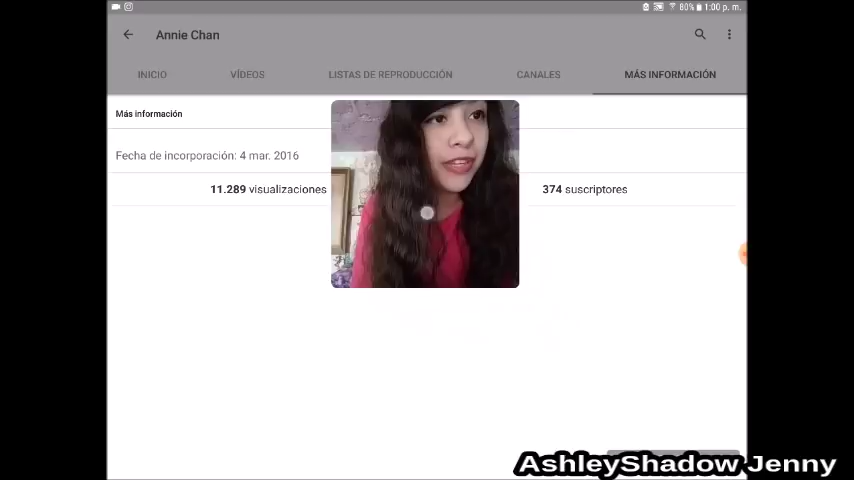 80% 1:00 p. m.
Annie Chan
INICIO VÍDEOS LISTAS DE REPRODUCCIÓN CANALES MÁS INFORMACIÓN
Más información
Fecha de incorporación: 4 mar. 2016
11.289 visualizaciones 374 suscriptores
AshleyShadow Jenny